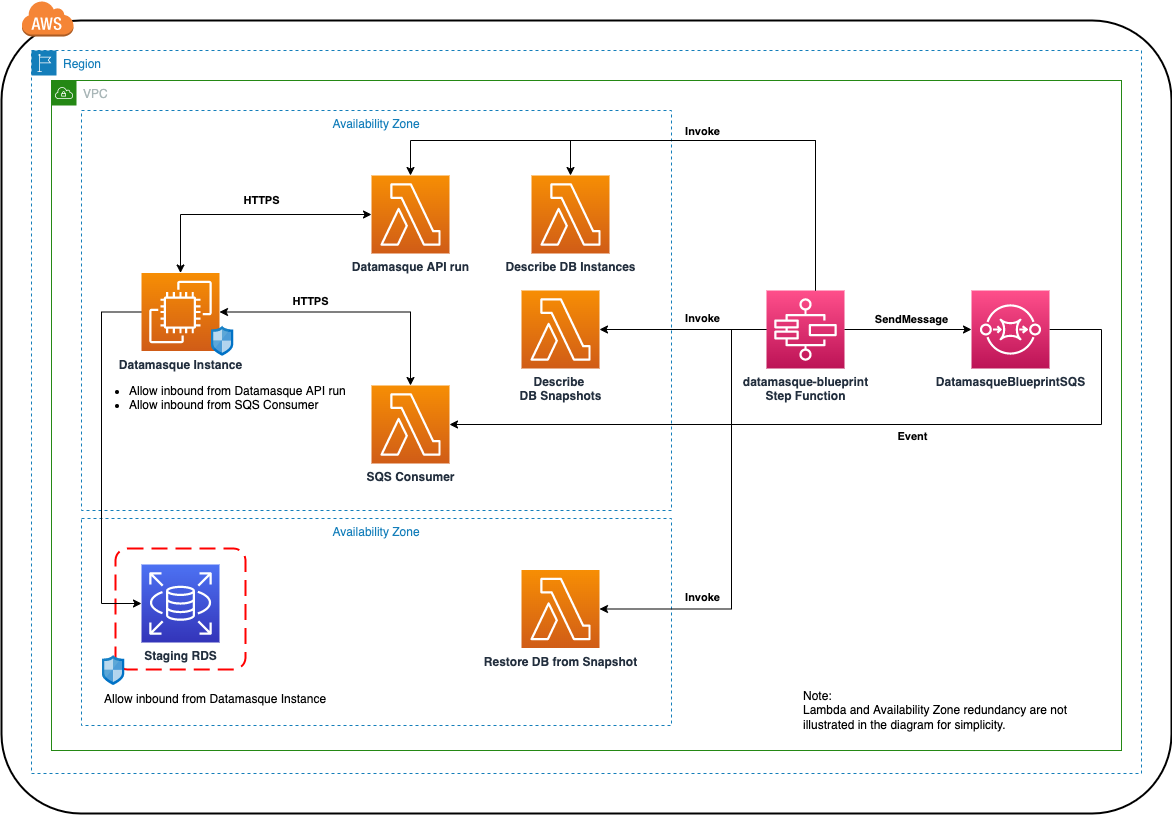 AWS
Region
VPC
Availability Zone
Invoke
HTTPS
Datamasque API run
Describe DB Instances
HTTPS
Invoke
SendMessage
Datamasque Instance
Describe
DB Snapshots
datamasque-blueprint
Step Function
DatamasqueBlueprintSQS
• Allow inbound from Datamasque API run
• Allow inbound from SQS Consumer
Event
SQS Consumer
Availability Zone
Invoke
Staging RDS
Restore DB from Snapshot
Allow inbound from Datamasque Instance
Note:
Lambda and Availability Zone redundancy are not
illustrated in the diagram for simplicity.